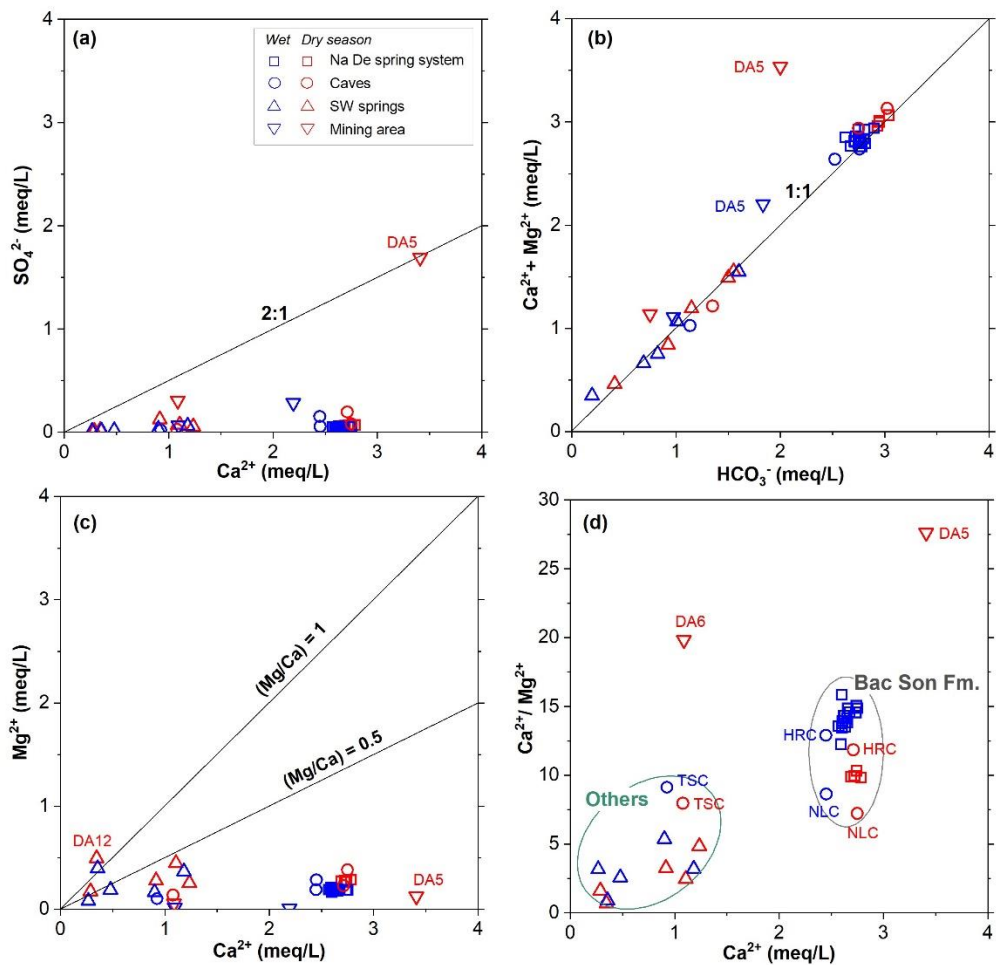 (a)
Wet Dry season
Na De spring system
Caves
SW springs
Mining area
DA5
2:1
0 1 2 3 4
0 1 2 3 4
SO₄²⁻ (meq/L)
Ca²⁺ (meq/L)
(b)
DA5
DA5
1:1
0 1 2 3 4
0 1 2 3 4
Ca²⁺+ Mg²⁺ (meq/L)
HCO₃⁻ (meq/L)
(c)
(Mg/Ca) = 1
(Mg/Ca) = 0.5
DA12
DA5
0 1 2 3 4
0 1 2 3 4
Mg²⁺ (meq/L)
Ca²⁺ (meq/L)
(d)
DA5
DA6
Bac Son Fm.
HRC
HRC
NLC
NLC
TSC
TSC
Others
0 5 10 15 20 25 30
0 1 2 3 4
Ca²⁺/ Mg²⁺
Ca²⁺ (meq/L)